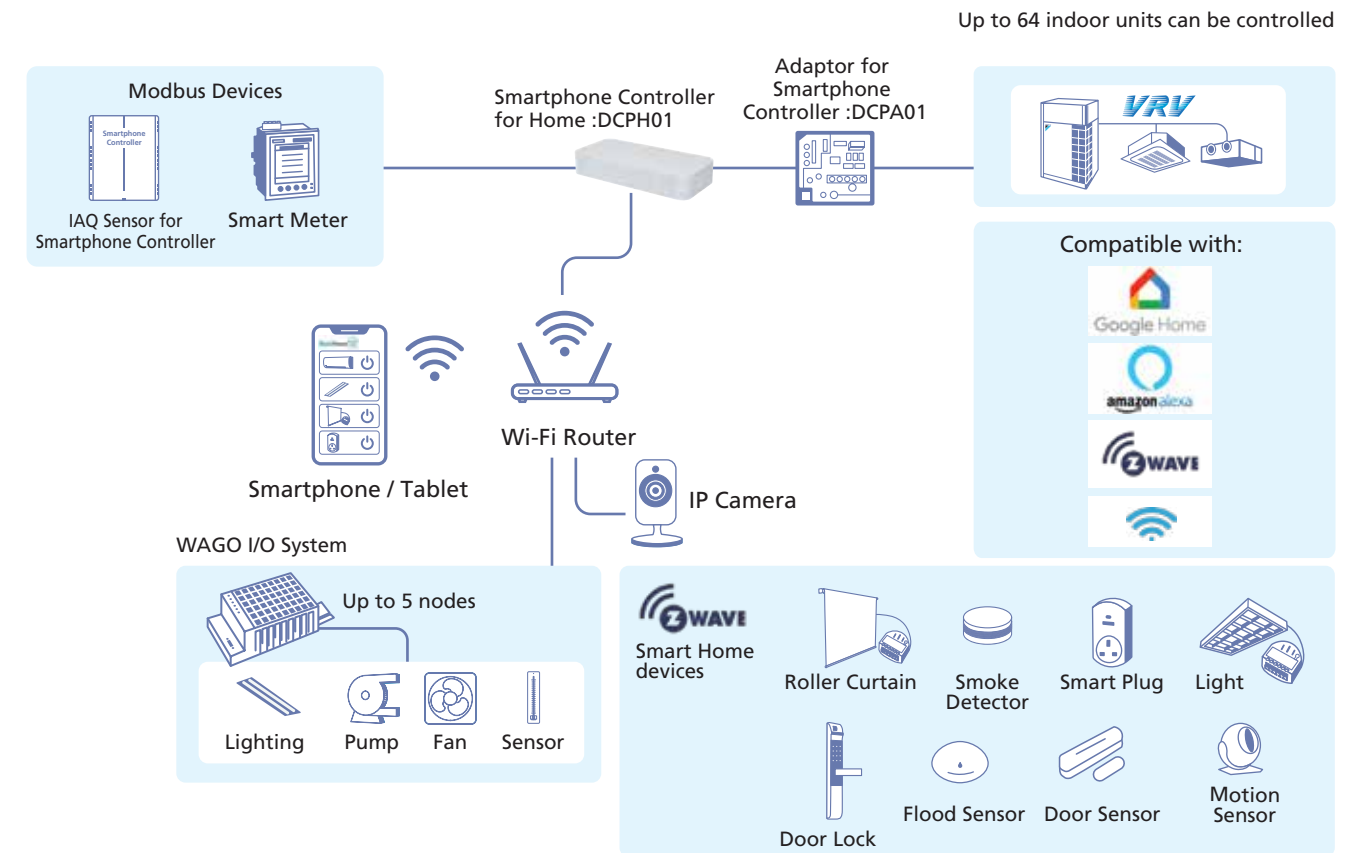 Up to 64 indoor units can be controlled
Modbus Devices
Smartphone
Controller
IAQ Sensor for
Smartphone Controller
Smart Meter
Smartphone Controller
for Home :DCPH01
Adaptor for
Smartphone
Controller :DCPA01
VRV
Compatible with:
Google Home
amazon alexa
Z WAVE
Smartphone / Tablet
Wi-Fi Router
IP Camera
WAGO I/O System
Up to 5 nodes
Lighting
Pump
Fan
Sensor
Z WAVE
Smart Home
devices
Roller Curtain
Smoke
Detector
Smart Plug
Light
Door Lock
Flood Sensor
Door Sensor
Motion
Sensor